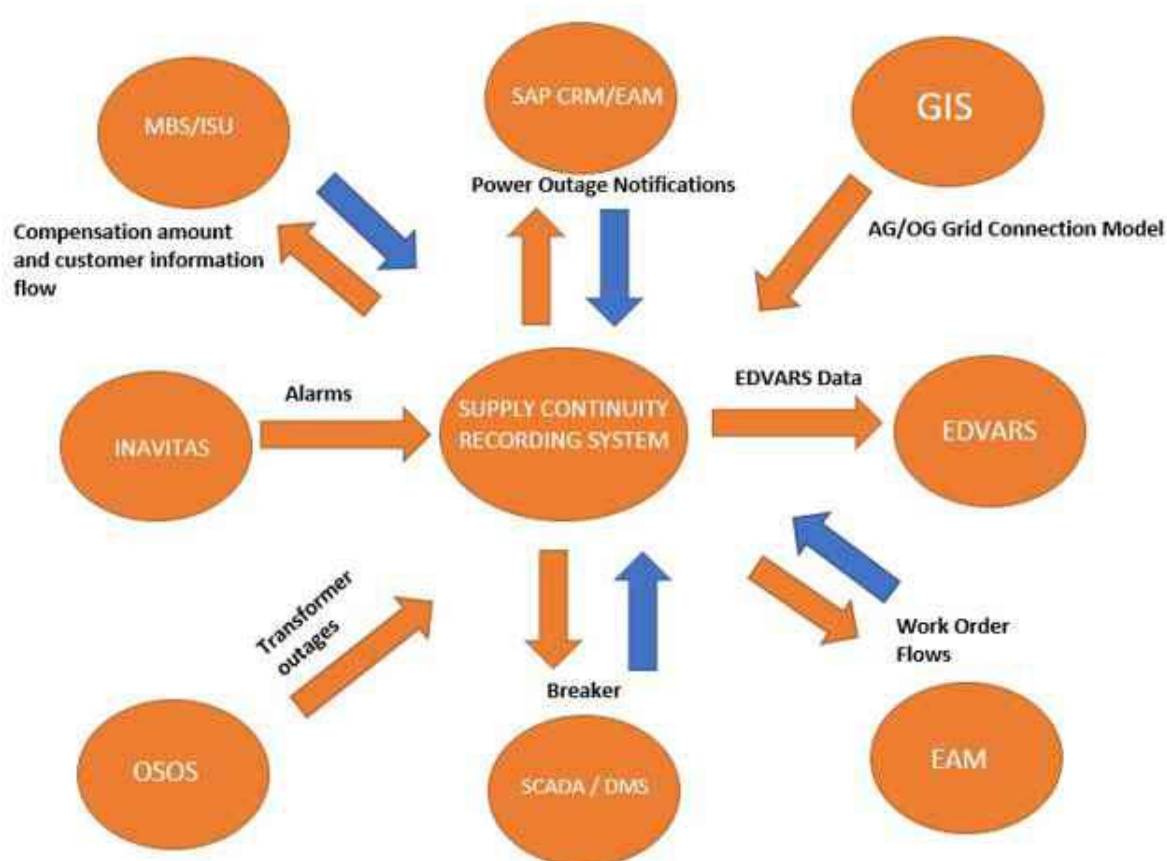 SAP CRM/EAM
GIS
MBS/ISU
Power Outage Notifications
Compensation amount
and customer information
flow
AG/OG Grid Connection Model
Alarms
SUPPLY CONTINUITY
RECORDING SYSTEM
EDVARS Data
INAVITAS
EDVARS
Transformer
outages
Work Order
Flows
Breaker
OSOS
SCADA / DMS
EAM